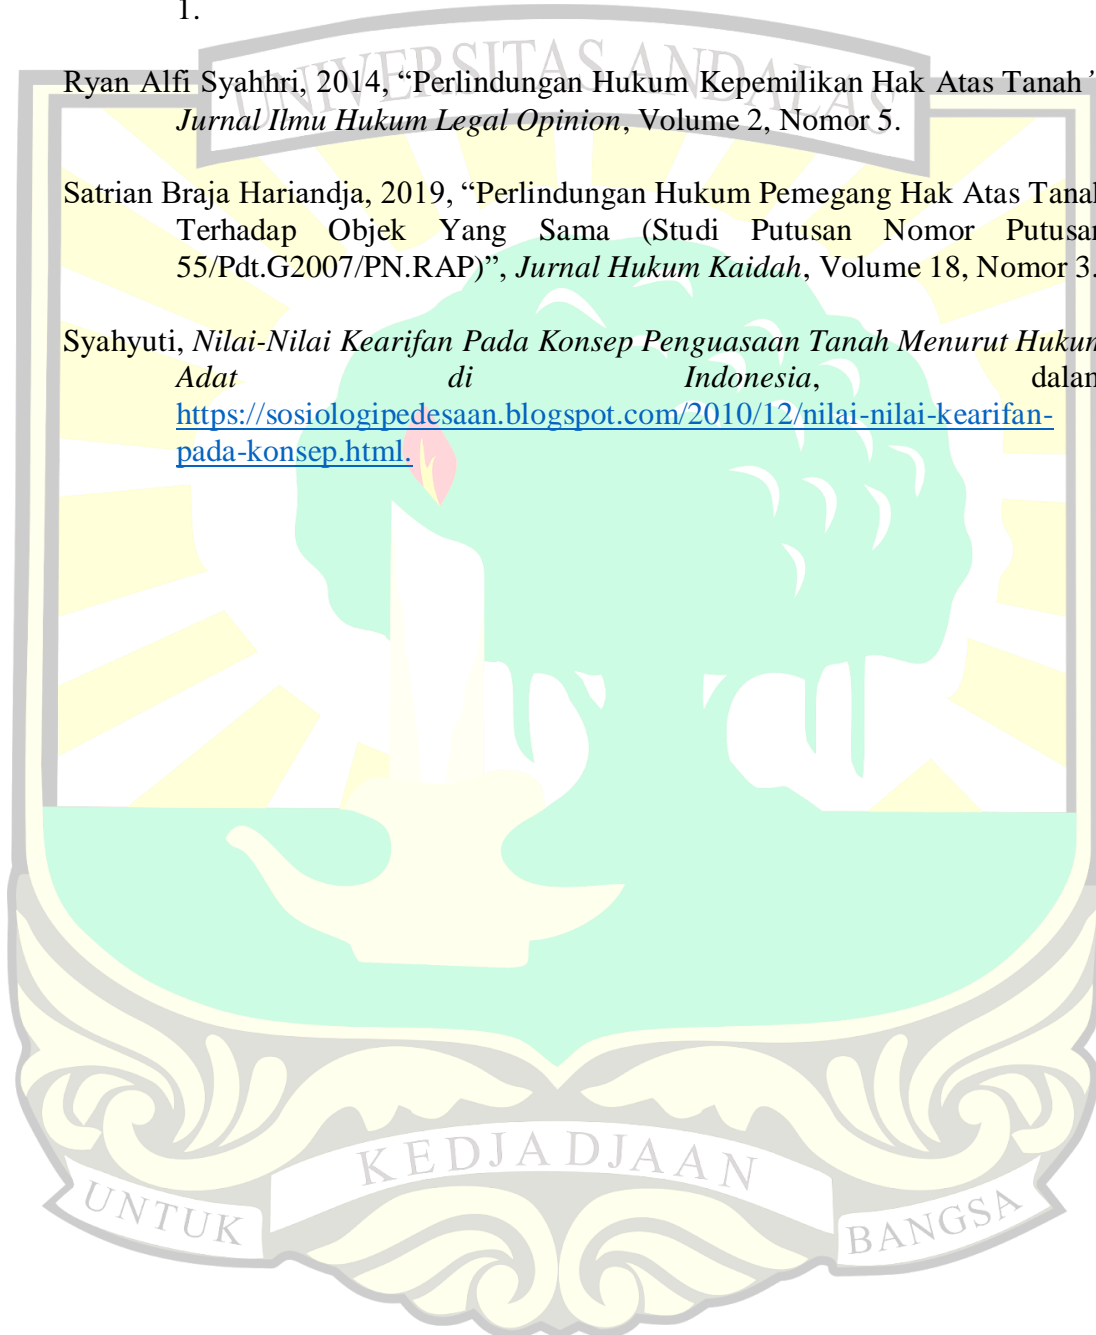 1.
UNIVERSITAS ANDALAS
Ryan Alfi Syahhri, 2014, “Perlindungan Hukum Kepemilikan Hak Atas Tanah”
Jurnal Ilmu Hukum Legal Opinion, Volume 2, Nomor 5.
Satrian Braja Hariandja, 2019, “Perlindungan Hukum Pemegang Hak Atas Tanah
Terhadap Objek Yang Sama (Studi Putusan Nomor Putusan
55/Pdt.G2007/PN.RAP)”, Jurnal Hukum Kaidah, Volume 18, Nomor 3.
Syahyuti, Nilai-Nilai Kearifan Pada Konsep Penguasaan Tanah Menurut Hukum
Adat di Indonesia, dalam
https://sosiologipedesaan.blogspot.com/2010/12/nilai-nilai-kearifan-
pada-konsep.html.
UNTUK KEDJADJAAN BANGSA